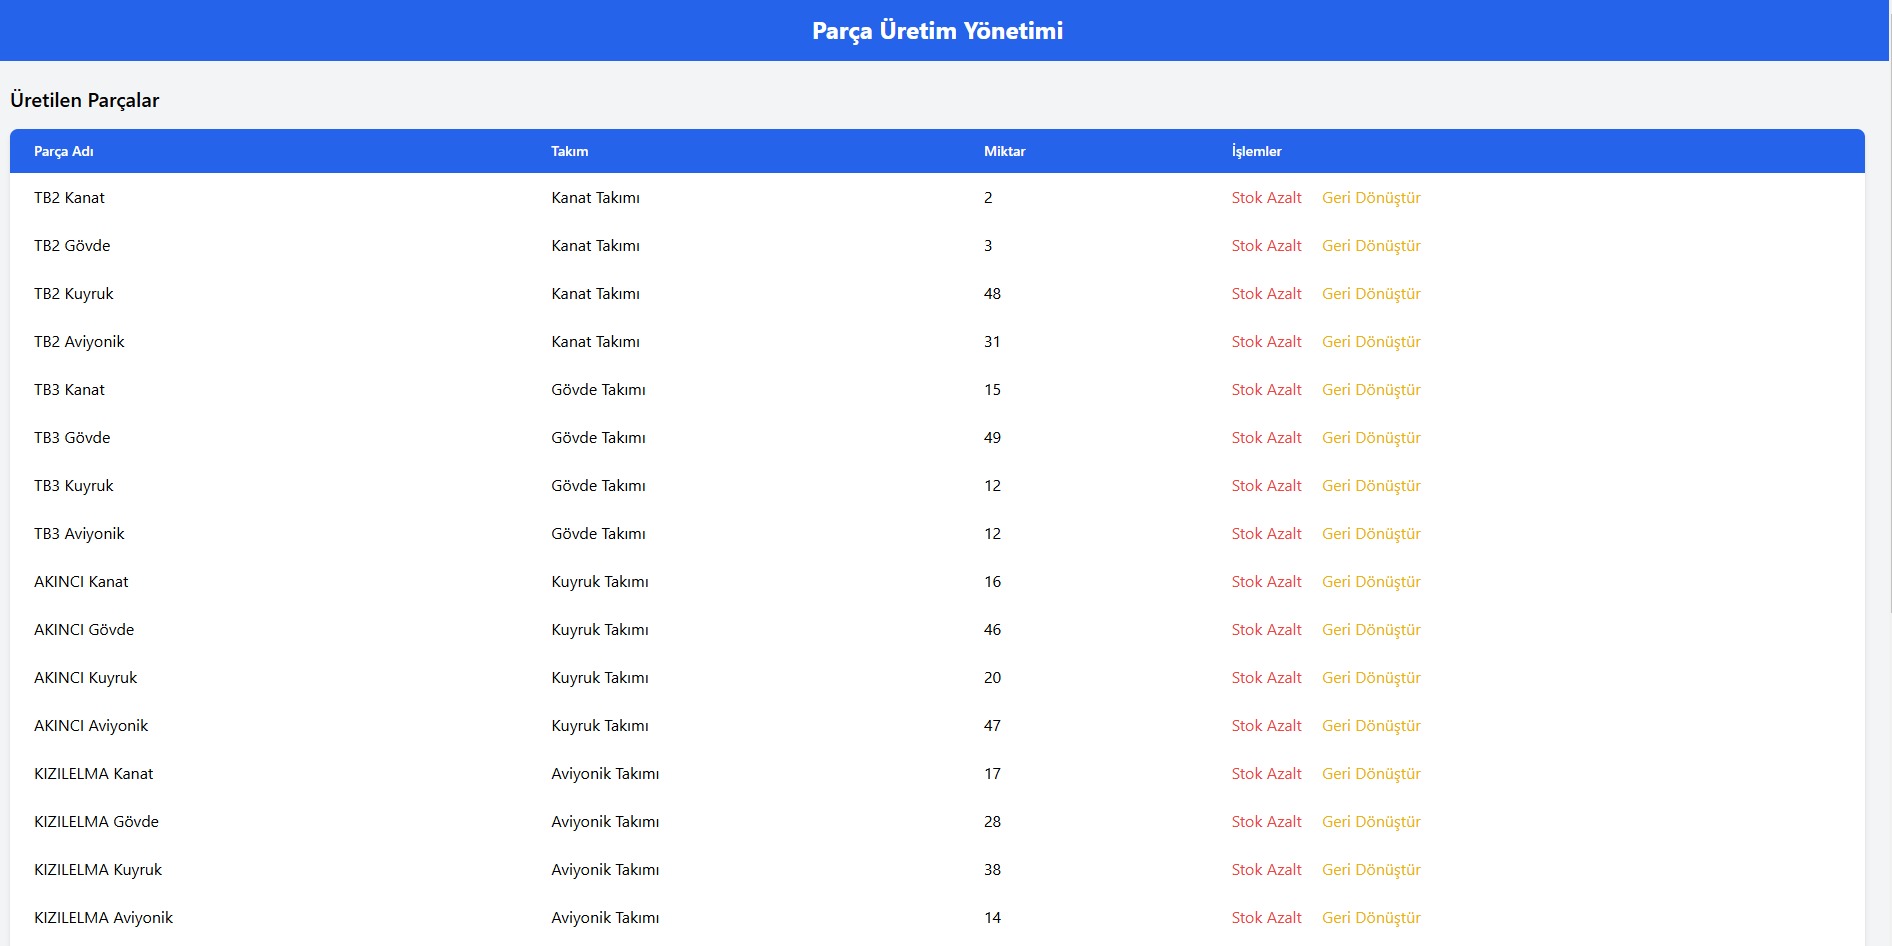 Parça Üretim Yönetimi
Üretilen Parçalar
Parça Adı Takım Miktar İşlemler
TB2 Kanat Kanat Takımı 2 Stok Azalt Geri Dönüştür
TB2 Gövde Kanat Takımı 3 Stok Azalt Geri Dönüştür
TB2 Kuyruk Kanat Takımı 48 Stok Azalt Geri Dönüştür
TB2 Aviyonik Kanat Takımı 31 Stok Azalt Geri Dönüştür
TB3 Kanat Gövde Takımı 15 Stok Azalt Geri Dönüştür
TB3 Gövde Gövde Takımı 49 Stok Azalt Geri Dönüştür
TB3 Kuyruk Gövde Takımı 12 Stok Azalt Geri Dönüştür
TB3 Aviyonik Gövde Takımı 12 Stok Azalt Geri Dönüştür
AKINCI Kanat Kuyruk Takımı 16 Stok Azalt Geri Dönüştür
AKINCI Gövde Kuyruk Takımı 46 Stok Azalt Geri Dönüştür
AKINCI Kuyruk Kuyruk Takımı 20 Stok Azalt Geri Dönüştür
AKINCI Aviyonik Kuyruk Takımı 47 Stok Azalt Geri Dönüştür
KIZILELMA Kanat Aviyonik Takımı 17 Stok Azalt Geri Dönüştür
KIZILELMA Gövde Aviyonik Takımı 28 Stok Azalt Geri Dönüştür
KIZILELMA Kuyruk Aviyonik Takımı 38 Stok Azalt Geri Dönüştür
KIZILELMA Aviyonik Aviyonik Takımı 14 Stok Azalt Geri Dönüştür